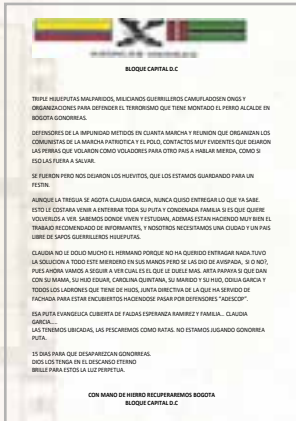 BLOQUE CAPITAL D.C
TRIPLE HIJUEPUTAS MALPARIDOS, MILICIANOS GUERRILLEROS CAMUFLADOSEN ONGS Y
ORGANIZACIONES PARA DEFENDER EL TERRORISMO QUE TIENE MONTADO EL PERRO ALCALDE EN
BOGOTA GONORREAS.
DEFENSORES DE LA IMPUNIDAD METIDOS EN CUANTA MARCHA Y REUNION QUE ORGANIZAN LOS
COMUNISTAS DE LA MARCHA PATRIOTICA Y EL POLO, CONTACTOS MUY EVIDENTES QUE DEJARON
LAS PERRAS QUE VOLARON COMO VOLADORES PARA OTRO PAIS A HABLAR MIERDA, COMO SI
ESO LAS FUERA A SALVAR.
SE FUERON PERO NOS DEJARON LOS HUEVITOS, QUE LOS ESTAMOS GUARDANDO PARA UN
FESTIN.
AUNQUE LA TREGUA SE AGOTA CLAUDIA GARCIA, NUNCA QUISO ENTREGAR LO QUE YA SABE.
ESTO LE COSTARA VENIR A ENTERRAR TODA SU PUTA Y CONDENADA FAMILIA SI ES QUE QUIERE
VOLVERLOS A VER. SABEMOS DONDE VIVEN Y ESTUDIAN, ADEMAS ESTAN HACIENDO MUY BIEN EL
TRABAJO RECOMENDADO DE INFORMANTES, Y NOSOTROS NECESITAMOS UNA CIUDAD Y UN PAIS
LIBRE DE SAPOS GUERRILLEROS HIJUEPUTAS.
CLAUDIA NO LE DOLIO MUCHO EL HERMANO PORQUE NO HA QUERIDO ENTRAGAR NADA.TUVO
LA SOLUCION A TODO ESTE MIERDERO EN SUS MANOS PERO SE LAS DIO DE AVISPADA, SI O NO?,
PUES AHORA VAMOS A SEGUIR A VER CUAL ES EL QUE LE DUELE MAS. ARTA PAPAYA SI QUE DAN
CON SU MAMA, SU HIJO EDUAR, CAROLINA QUINTANA, SU MARIDO Y SU HIJO, ODILIA GARCIA Y
TODOS LOS LADRONES QUE TIENE DE HIJOS, JUNTA DIRECTIVA DE LA QUE HA SERVIDO DE
FACHADA PARA ESTAR ENCUBIERTOS HACIENDOSE PASAR POR DEFENSORES "ADESCOP".
ESA PUTA EVANGELICA CUBIERTA DE FALDAS ESPERANZA RAMIREZ Y FAMILIA.. CLAUDIA
GARCIA....
LAS TENEMOS UBICADAS, LAS PESCAREMOS COMO RATAS. NO ESTAMOS JUGANDO GONORREA
PUTA.
15 DIAS PARA QUE DESAPAREZCAN GONORREAS.
DIOS LOS TENGA EN EL DESCANSO ETERNO
BRILLE PARA ESTOS LA LUZ PERPETUA.
CON MANO DE HIERRO RECUPERAREMOS BOGOTA
BLOQUE CAPITAL D.C